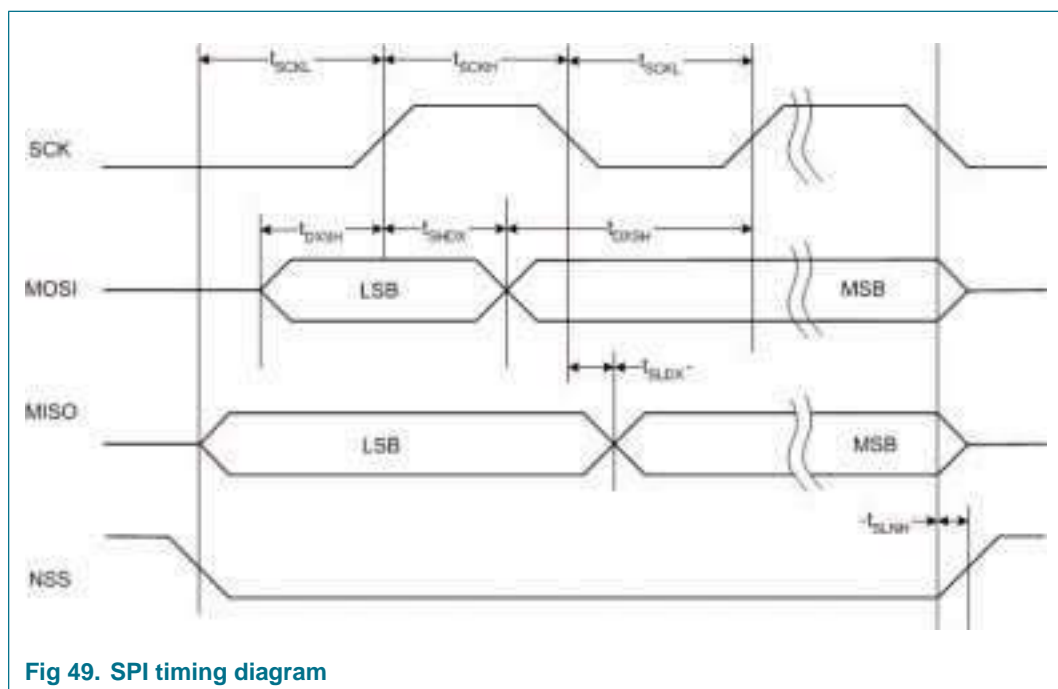 tSCKL tSCKH tSCKL
SCK
tDXSH tSHDX tDXSH
MOSI LSB MSB
tSLDX
MISO
LSB MSB
tSLNH
NSS
Fig 49. SPI timing diagram